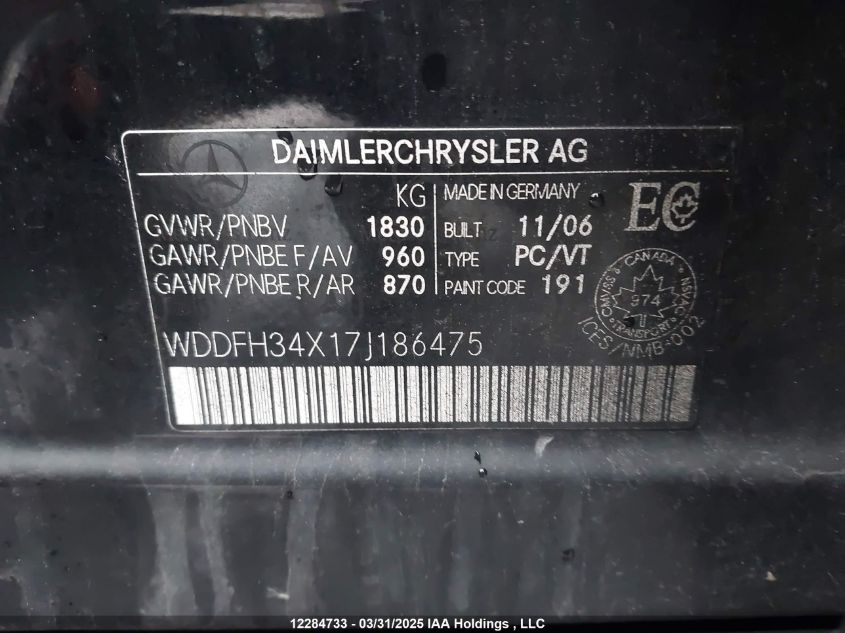 DAIMLERCHRYSLER AG
KG
GVWR/PNBV 1830
GAWR/PNBE F/AV 960
GAWR/PNBE R/AR 870
MADE IN GERMANY
BUILT 11/06
TYPE PC/VT
PAINT CODE 191
EC
CANADA
CMVSS
NSVAC
974
TRANSPORT
ICES/NMB-002
WDDFH34X17J186475
12284733 - 03/31/2025 IAA Holdings , LLC